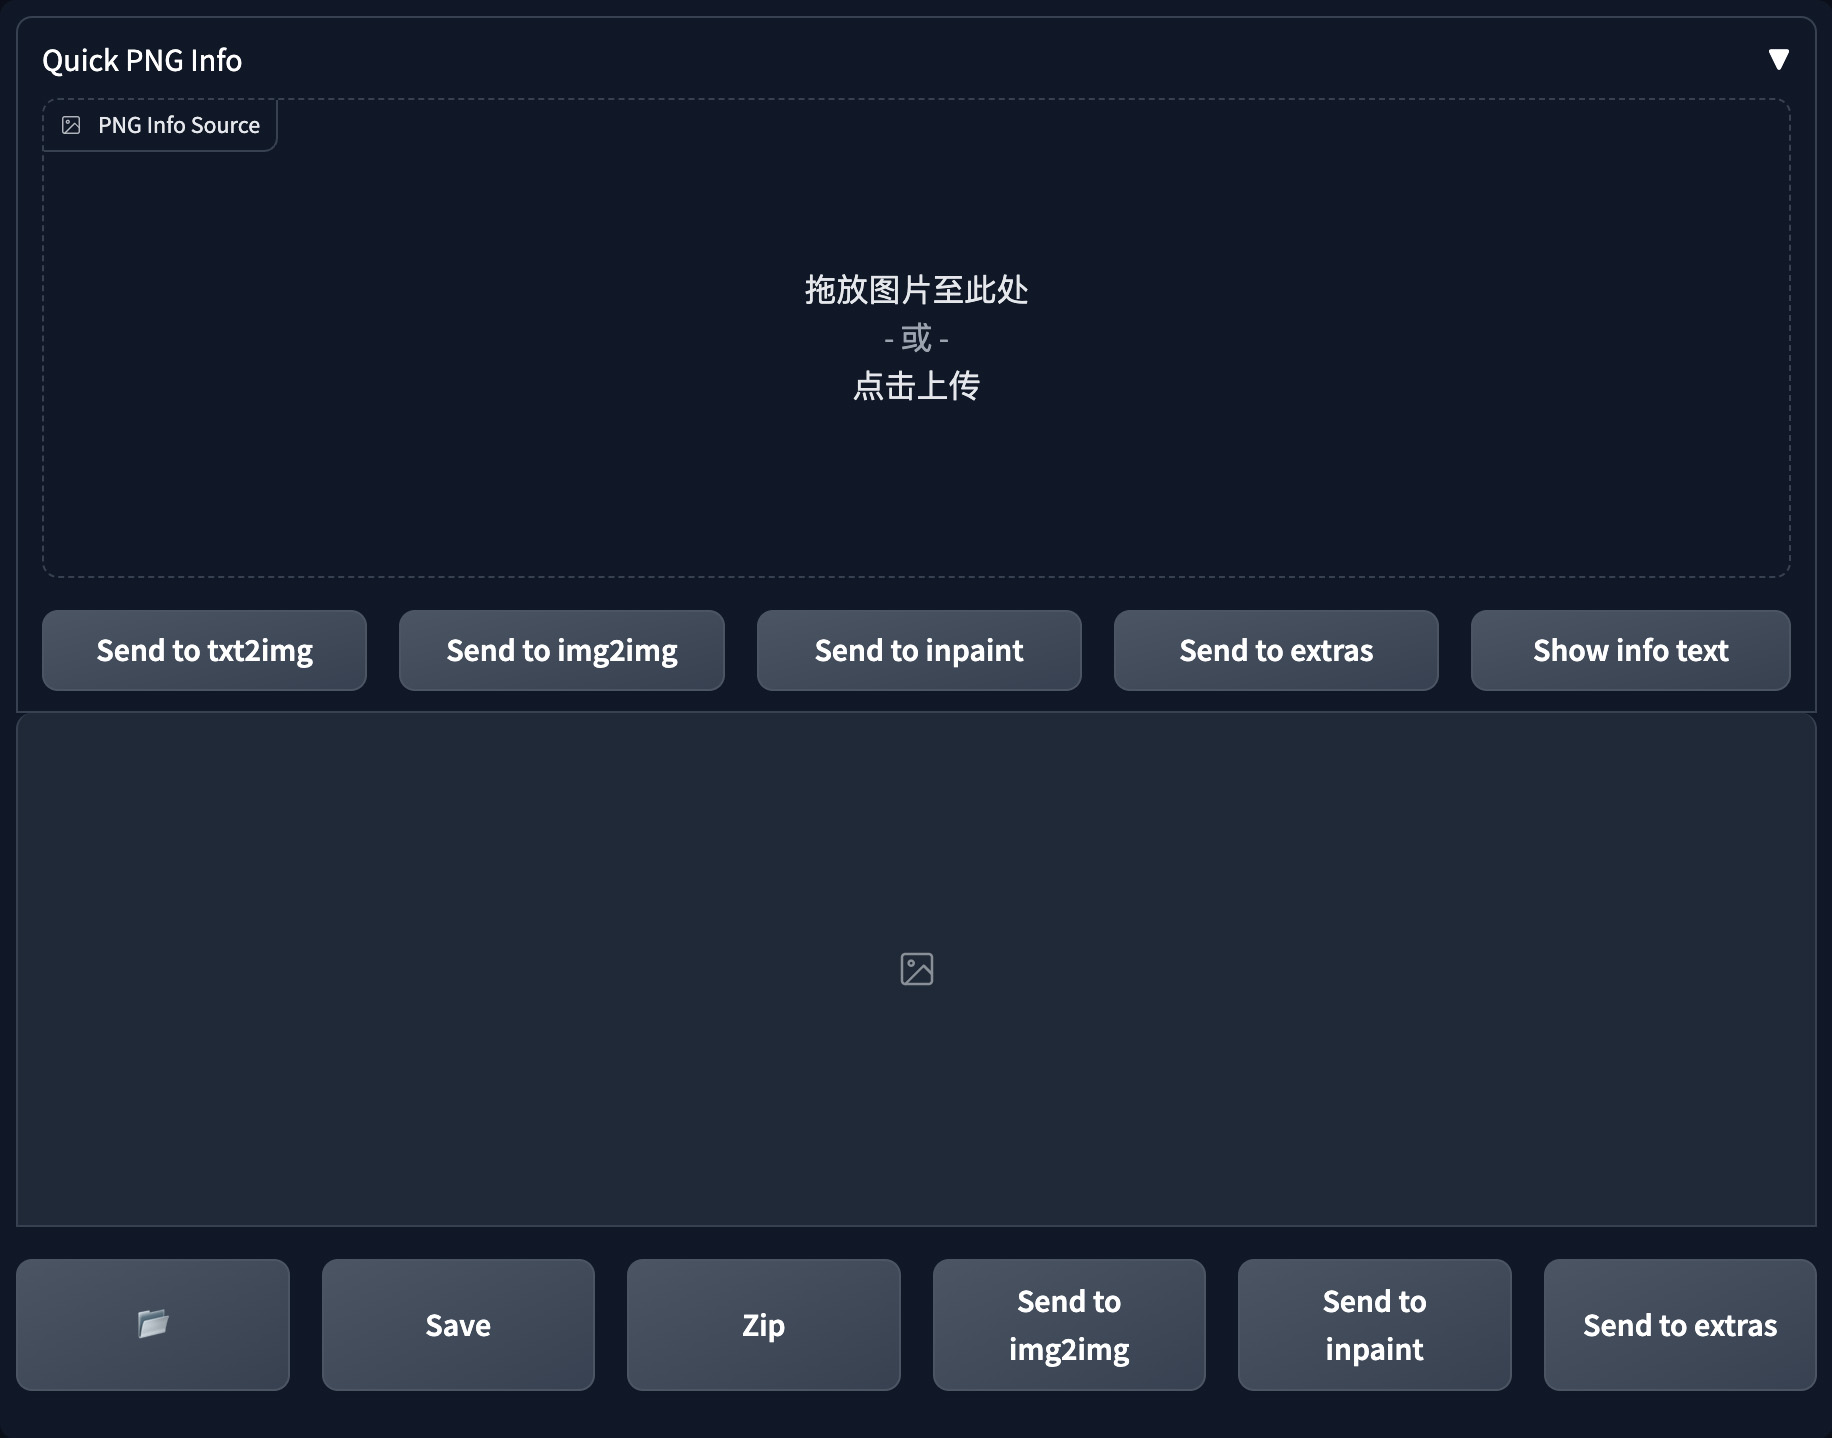 Quick PNG Info
PNG Info Source
拖放图片至此处
- 或 -
点击上传
Send to txt2img
Send to img2img
Send to inpaint
Send to extras
Show info text
Save
Zip
Send to
img2img
Send to
inpaint
Send to extras